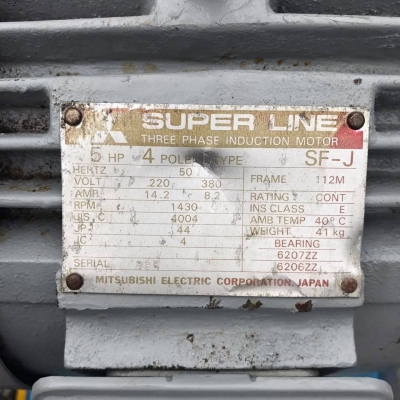 SUPER LINE
THREE PHASE INDUCTION MOTOR
5 HP 4 POLE TYPE SF-J
HERTZ 50
VOLT 220 380
AMP. 14.2 8.2
RPM 1430
JIS C 4004
JP 44
JC 4
SERIAL
FRAME 112M
RATING CONT
INS CLASS E
AMB TEMP 40°C
WEIGHT 41 kg
BEARING
6207ZZ
6206ZZ
MITSUBISHI ELECTRIC CORPORATION, JAPAN